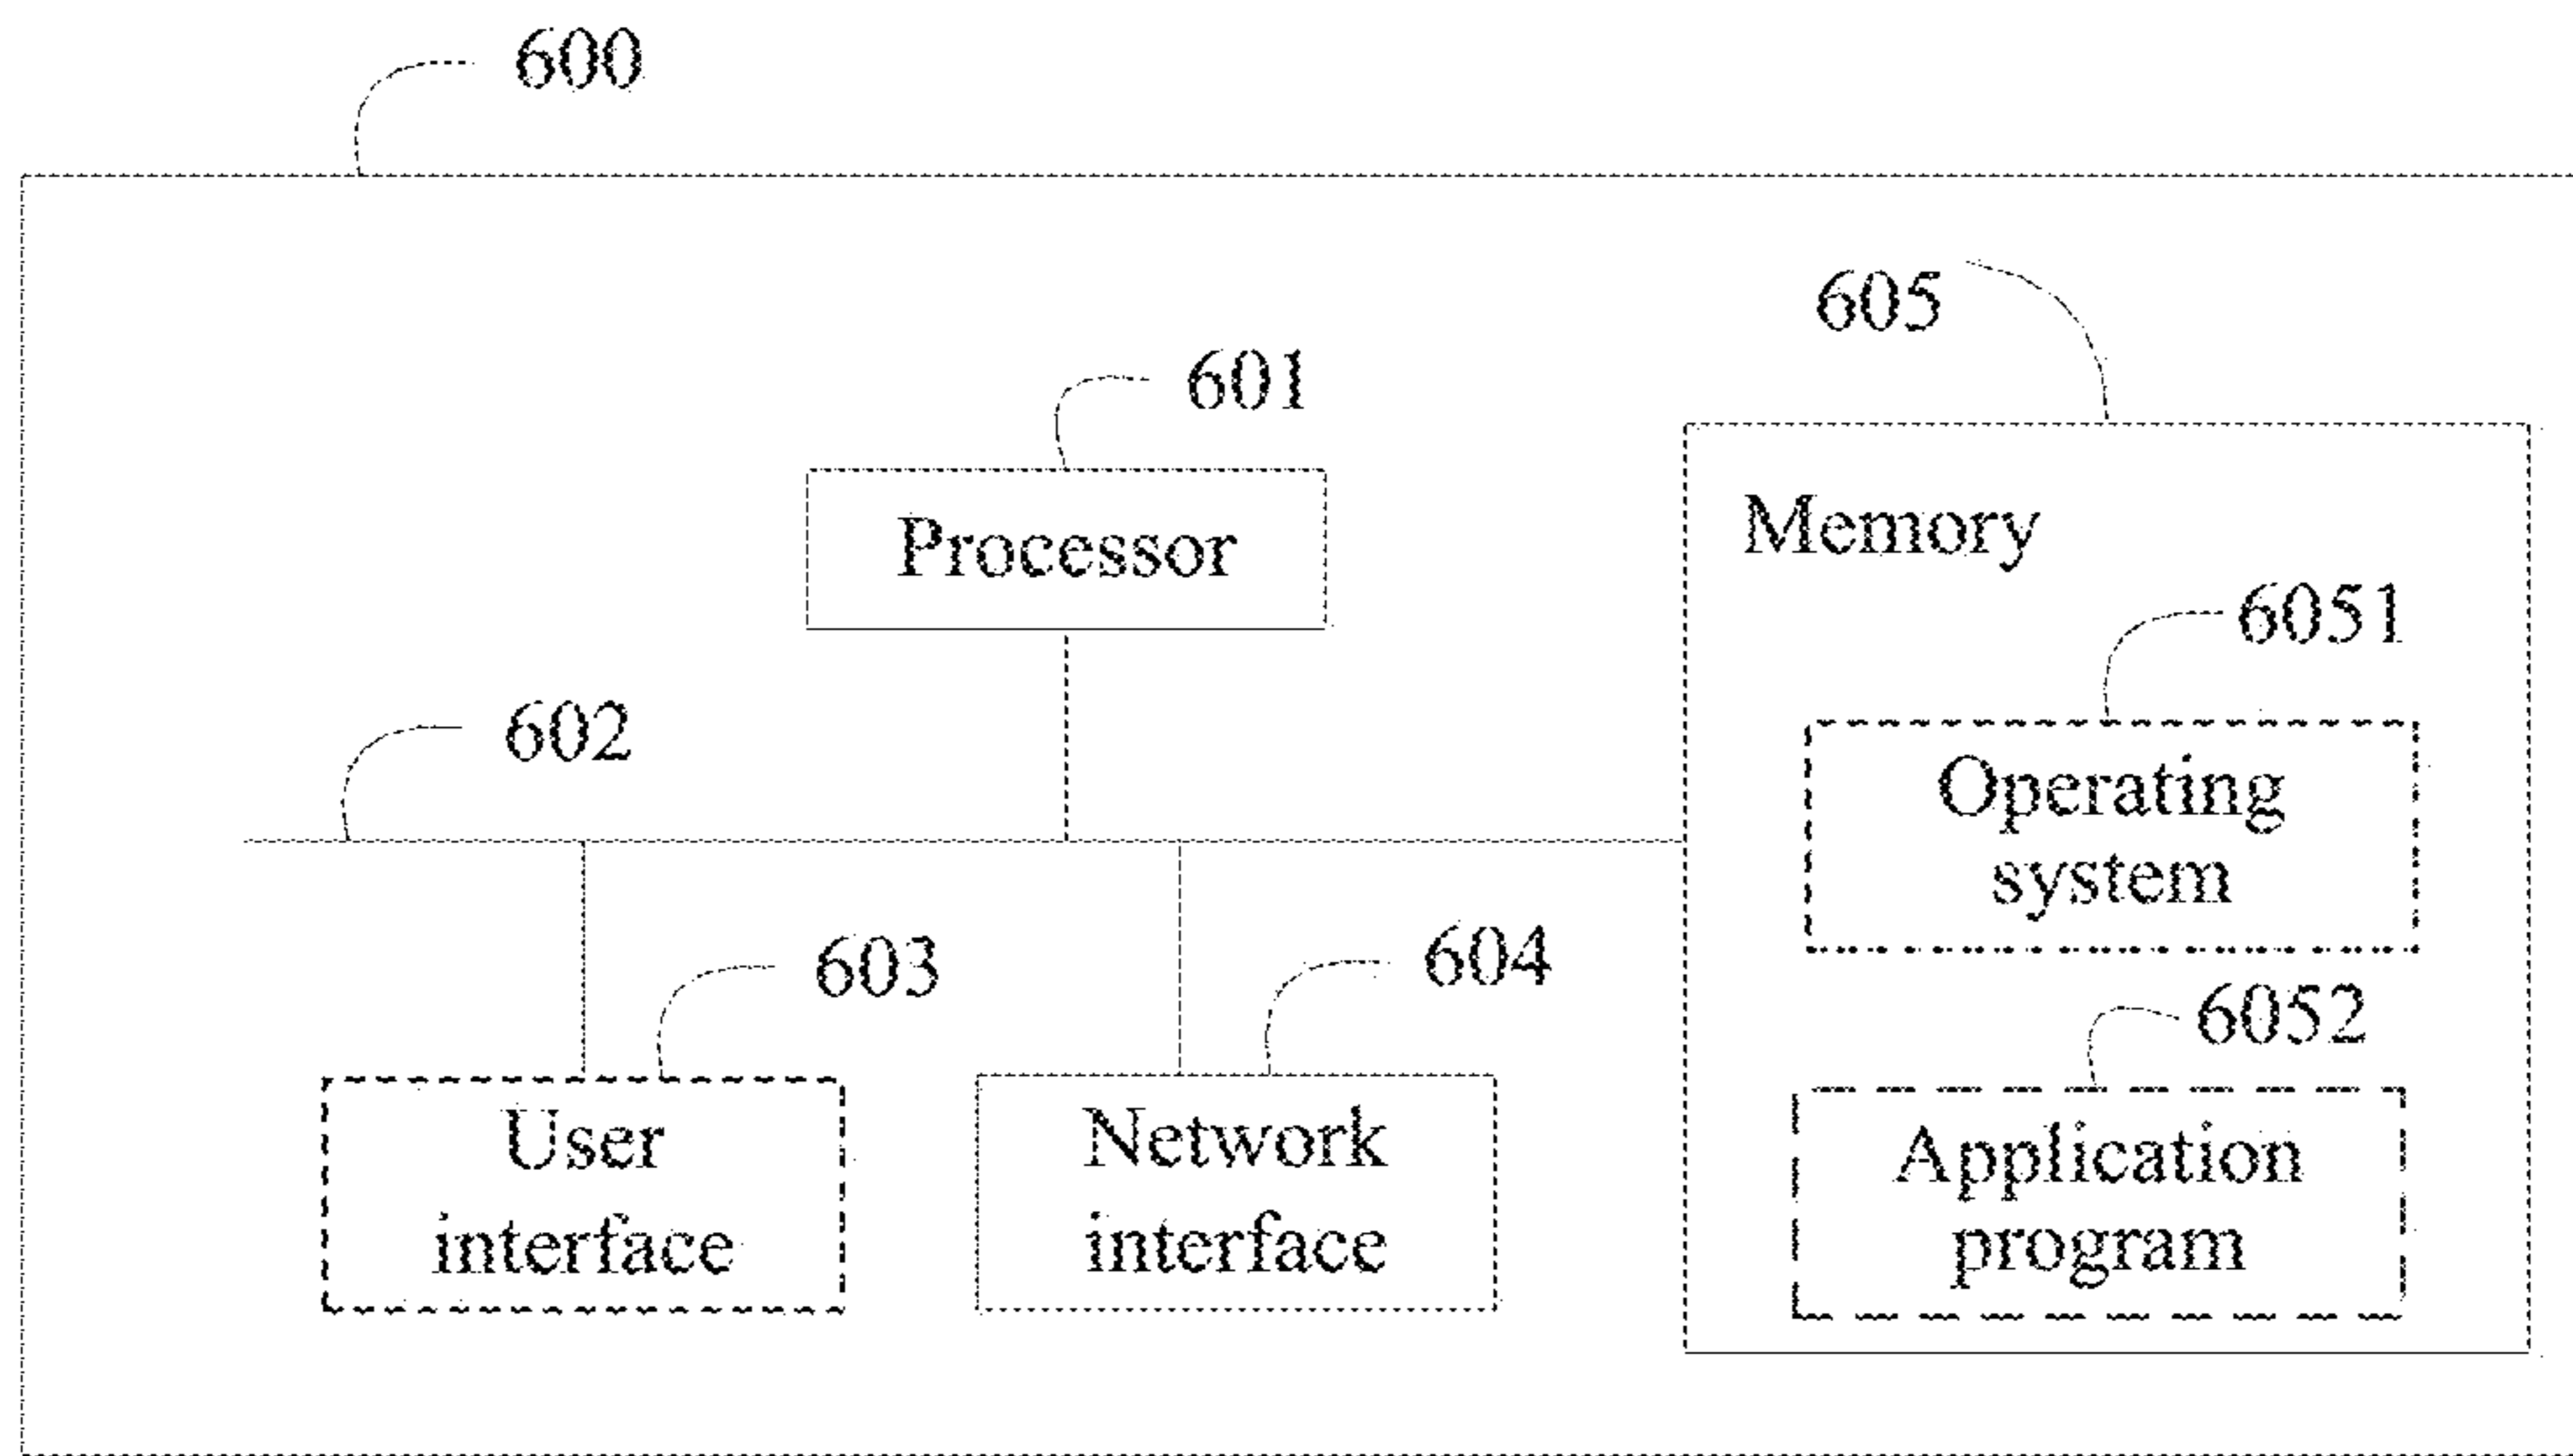 600
605
601
Processor
Memory
6051
602
Operating
system
603
604
6052
User
interface
Network
interface
Application
program